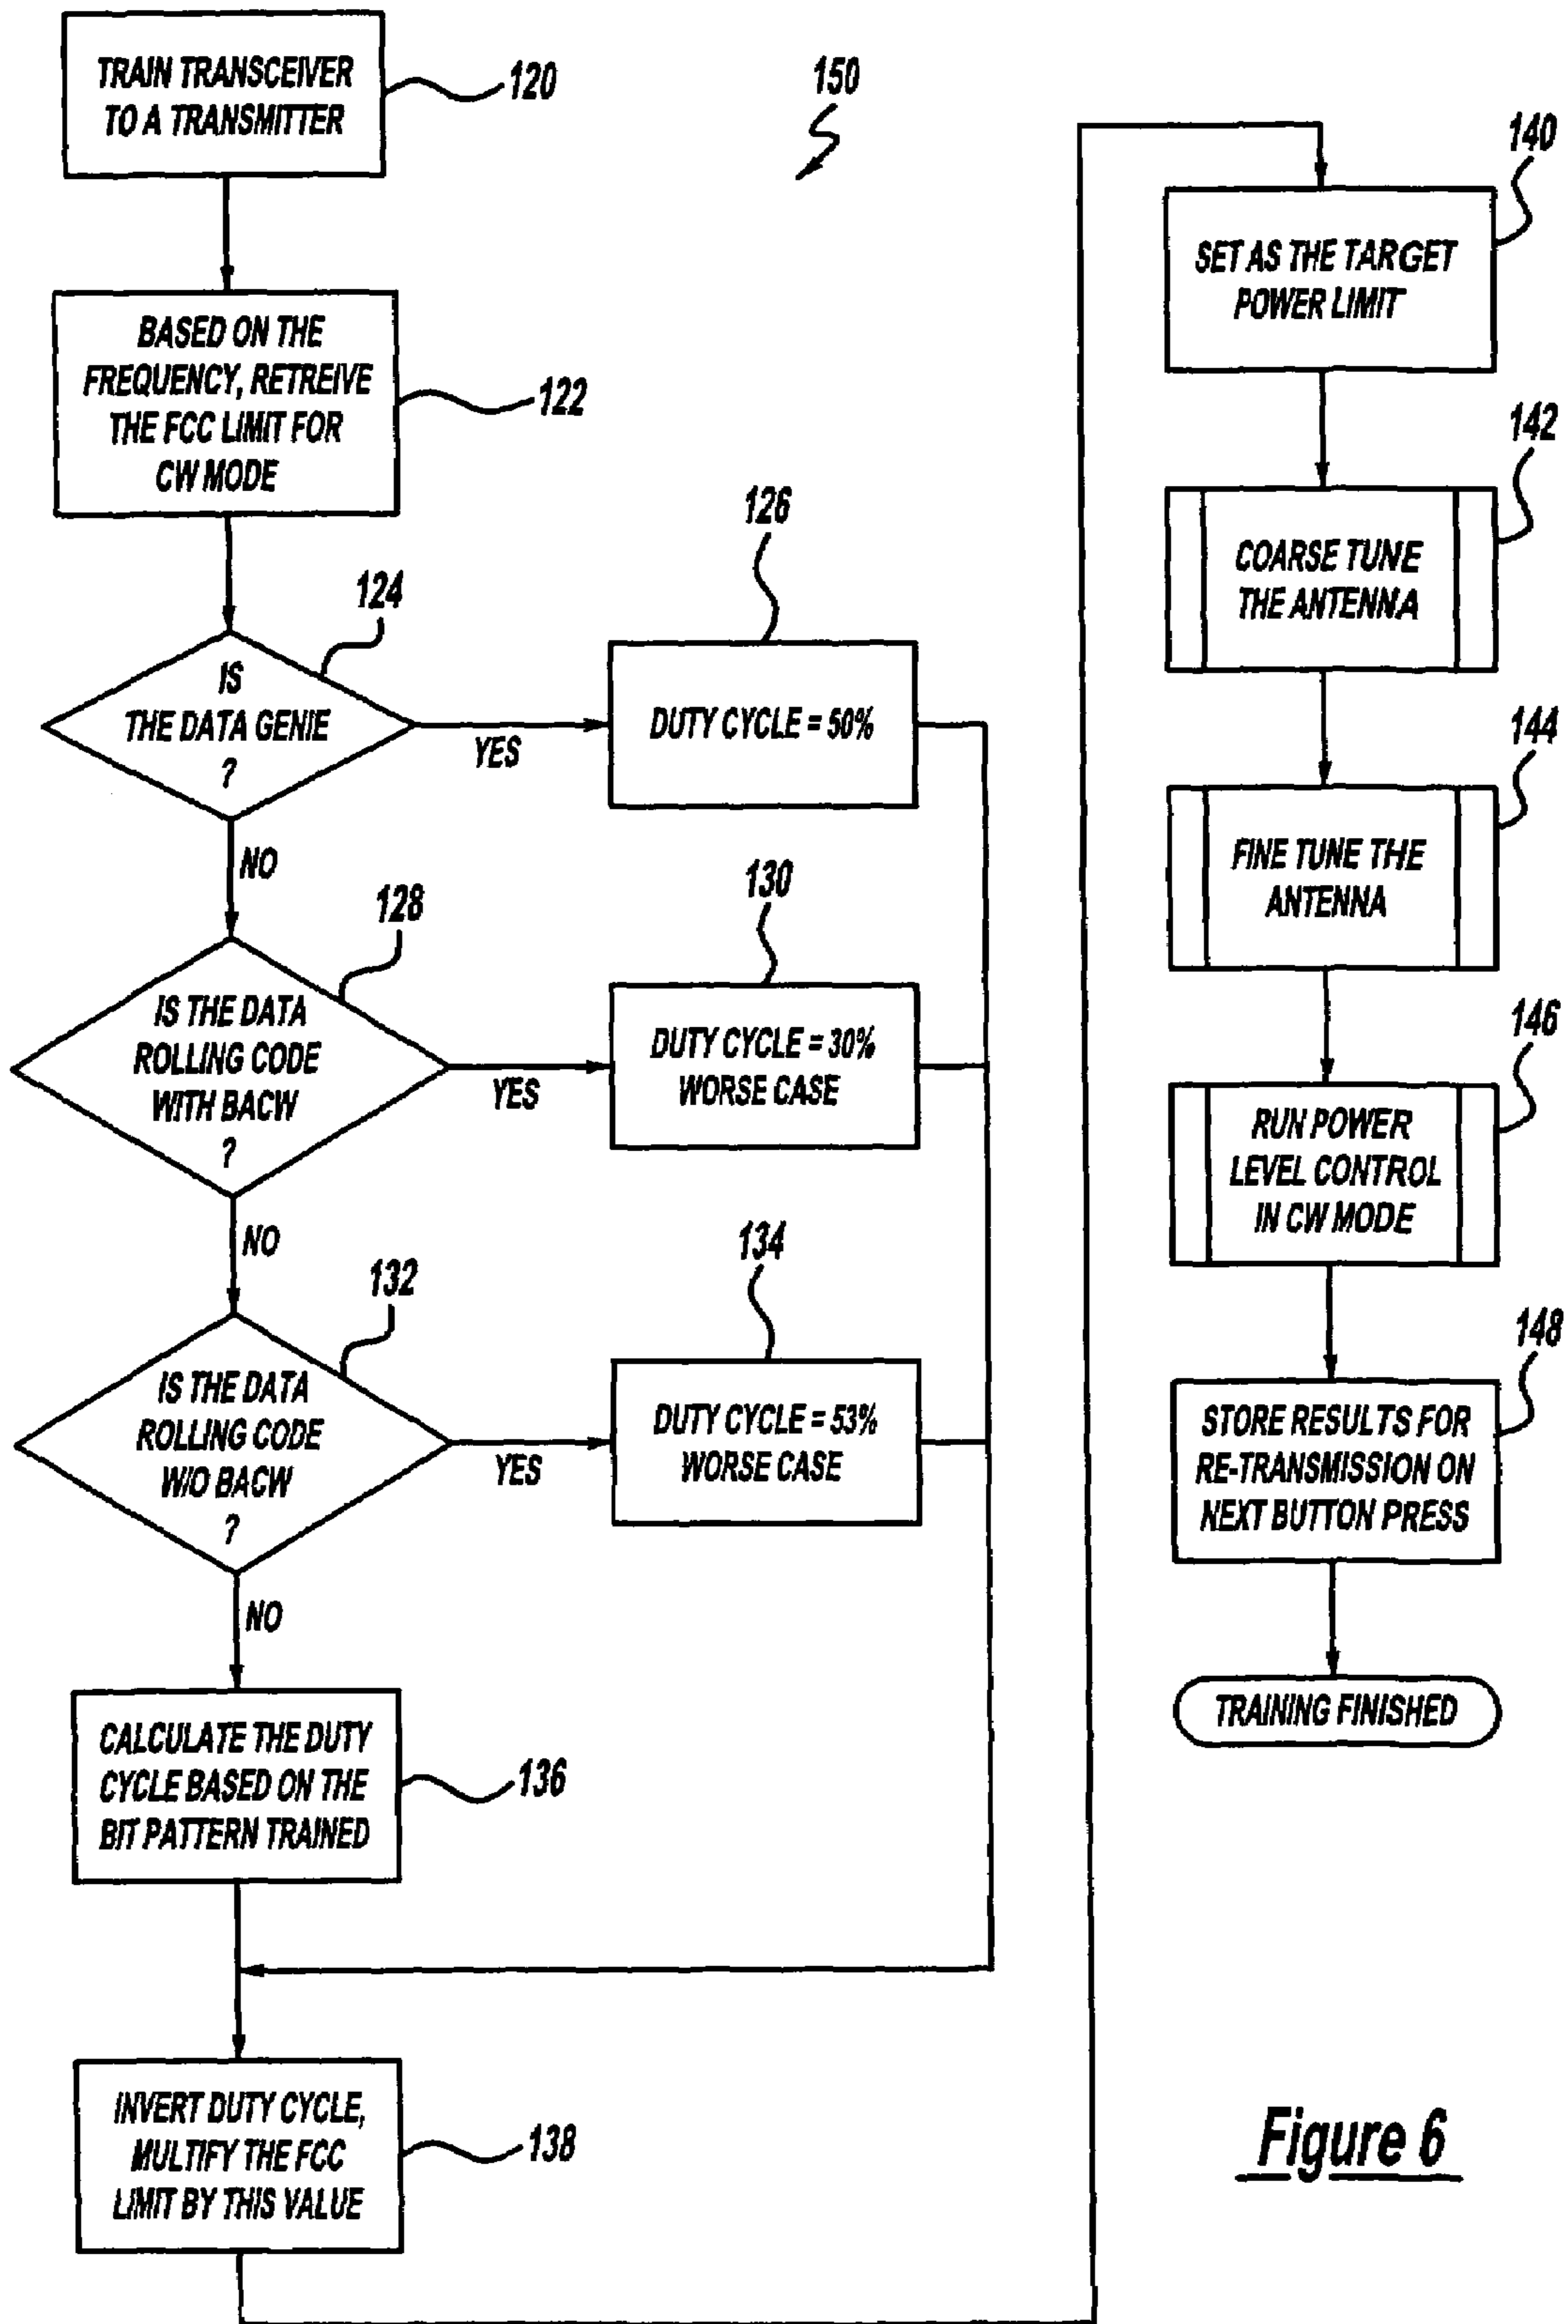 TRAIN TRANSCEIVER
TO A TRANSMITTER
120
150
BASED ON THE
FREQUENCY, RETREIVE
THE FCC LIMIT FOR
CW MODE
122
124
IS
THE DATA GENIE
?
YES
126
DUTY CYCLE = 50%
NO
128
IS THE DATA
ROLLING CODE
WITH BACW
?
YES
130
DUTY CYCLE = 30%
WORSE CASE
NO
132
IS THE DATA
ROLLING CODE
W/O BACW
?
YES
134
DUTY CYCLE = 53%
WORSE CASE
NO
CALCULATE THE DUTY
CYCLE BASED ON THE
BIT PATTERN TRAINED
136
INVERT DUTY CYCLE,
MULTIFY THE FCC
LIMIT BY THIS VALUE
138
140
SET AS THE TARGET
POWER LIMIT
142
COARSE TUNE
THE ANTENNA
144
FINE TUNE THE
ANTENNA
146
RUN POWER
LEVEL CONTROL
IN CW MODE
148
STORE RESULTS FOR
RE-TRANSMISSION ON
NEXT BUTTON PRESS
TRAINING FINISHED
Figure 6